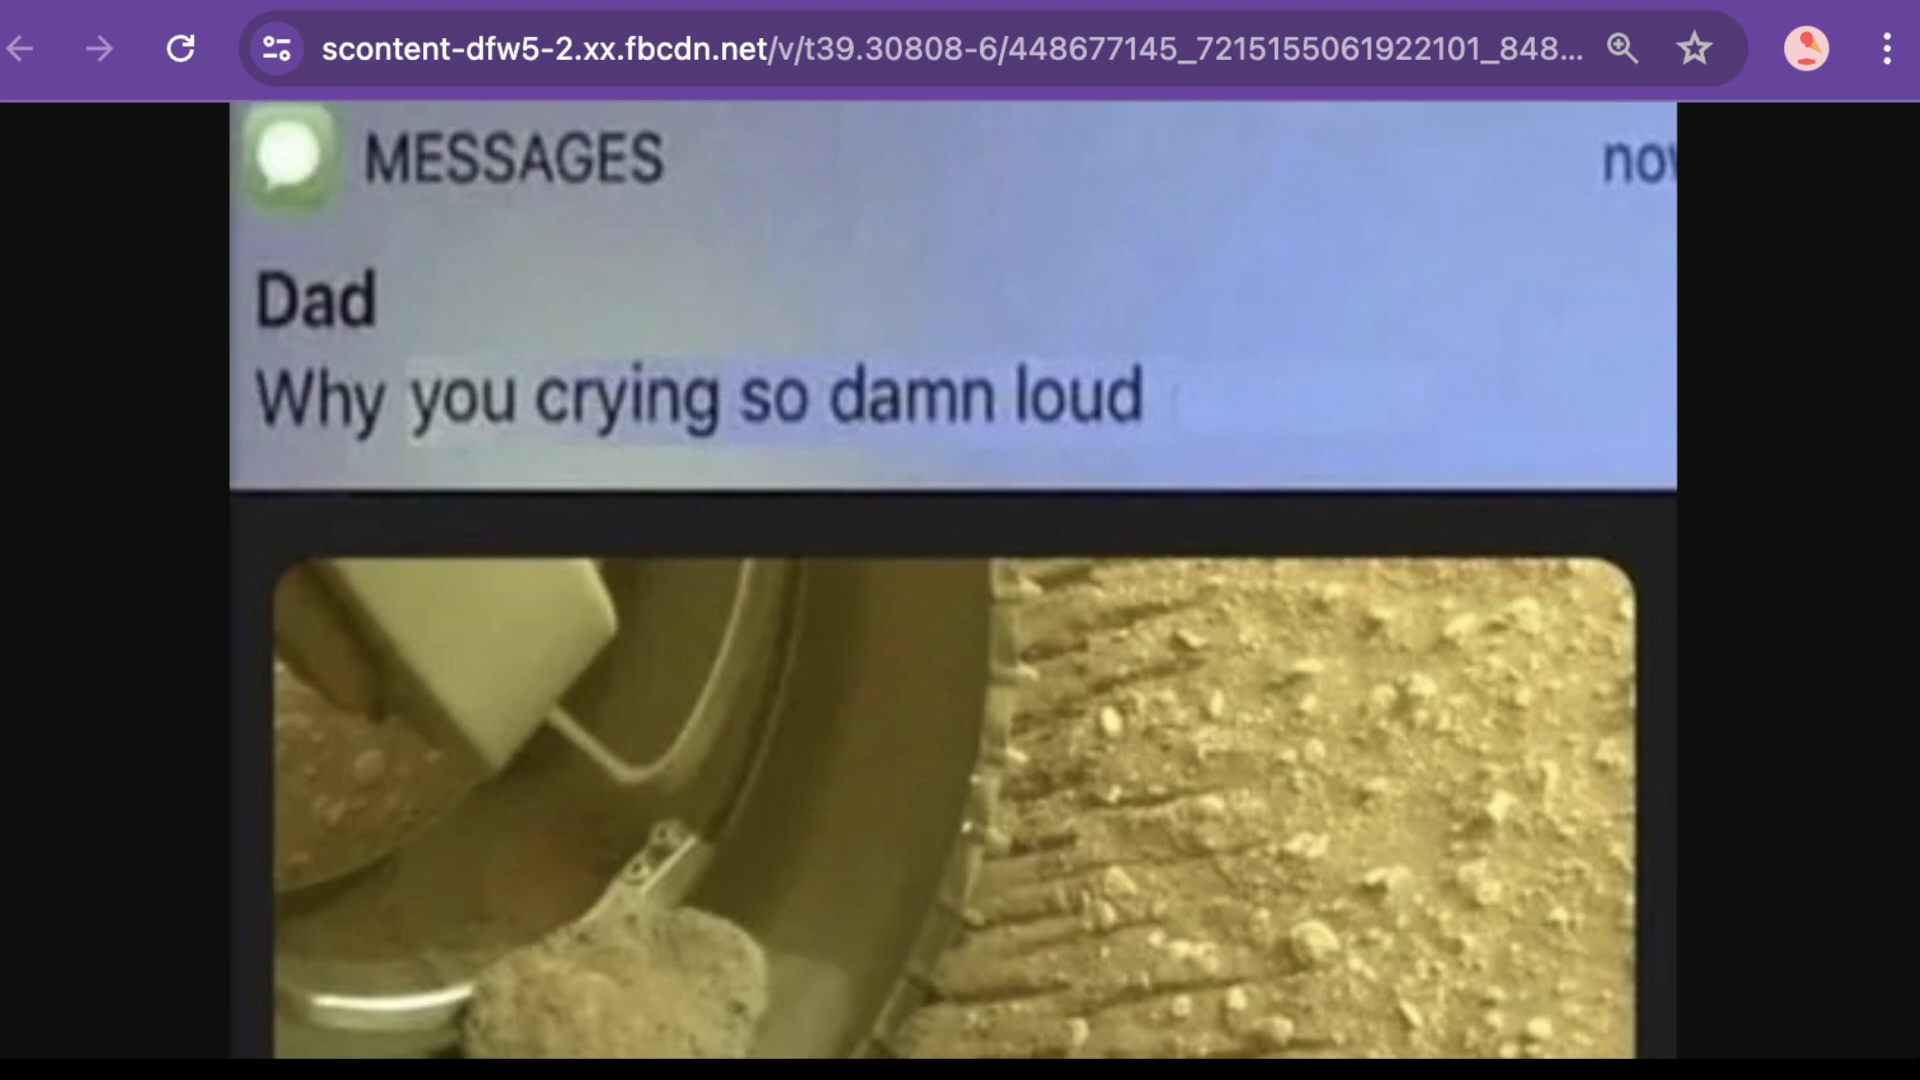 scontent-dfw5-2.xx.fbcdn.net/v/t39.30808-6/448677145_7215155061922101_848...
MESSAGES
Dad
Why you crying so damn loud